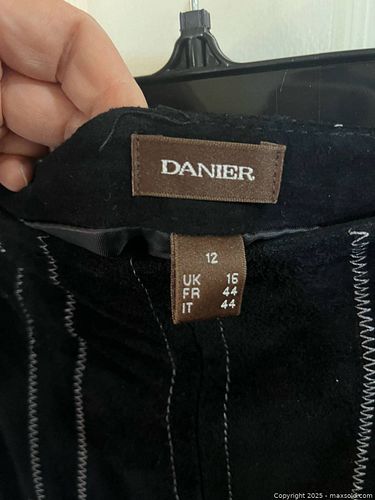 DANIER
12
UK 16
FR 44
IT 44
Copyright 2025 - maxsold.com